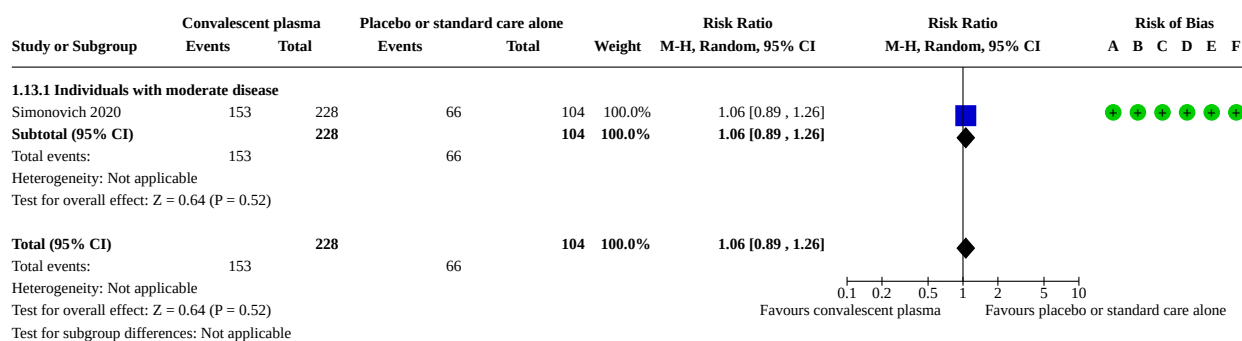 Convalescent plasma Placebo or standard care alone Risk Ratio Risk Ratio Risk of Bias
Study or Subgroup Events Total Events Total Weight M-H, Random, 95% CI M-H, Random, 95% CI A B C D E F
1.13.1 Individuals with moderate disease
Simonovich 2020 153 228 66 104 100.0% 1.06 [0.89 , 1.26] + + + + + +
Subtotal (95% CI) 228 104 100.0% 1.06 [0.89 , 1.26]
Total events: 153 66
Heterogeneity: Not applicable
Test for overall effect: Z = 0.64 (P = 0.52)
Total (95% CI) 228 104 100.0% 1.06 [0.89 , 1.26]
Total events: 153 66
Heterogeneity: Not applicable
0.1 0.2 0.5 1 2 5 10
Test for overall effect: Z = 0.64 (P = 0.52) Favours convalescent plasma Favours placebo or standard care alone
Test for subgroup differences: Not applicable